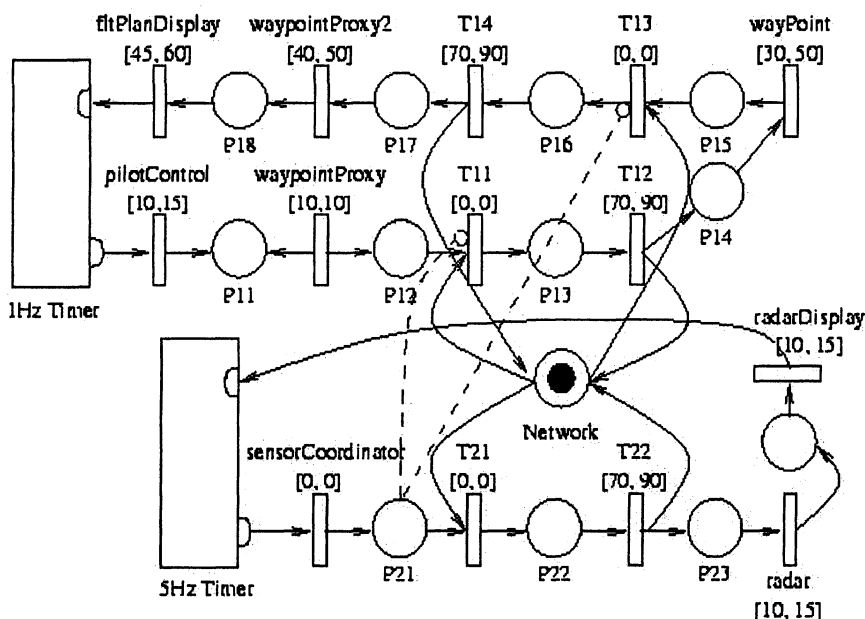 fltPlanDisplay waypointProxy2 T14 T13 wayPoint
[45, 60] [40, 50] [70, 90] [0, 0] [30, 50]
P18 P17 P16 P15
pilotControl waypointProxy T11 T12
[10,15] [10,10] [0, 0] [70, 90]
P14
P11 P12 P13
1Hz Timer
radarDisplay
[10, 15]
Network
sensorCoordinator T21 T22
[0, 0] [0, 0] [70, 90]
P21 P22 P23
5Hz Timer
radar
[10, 15]